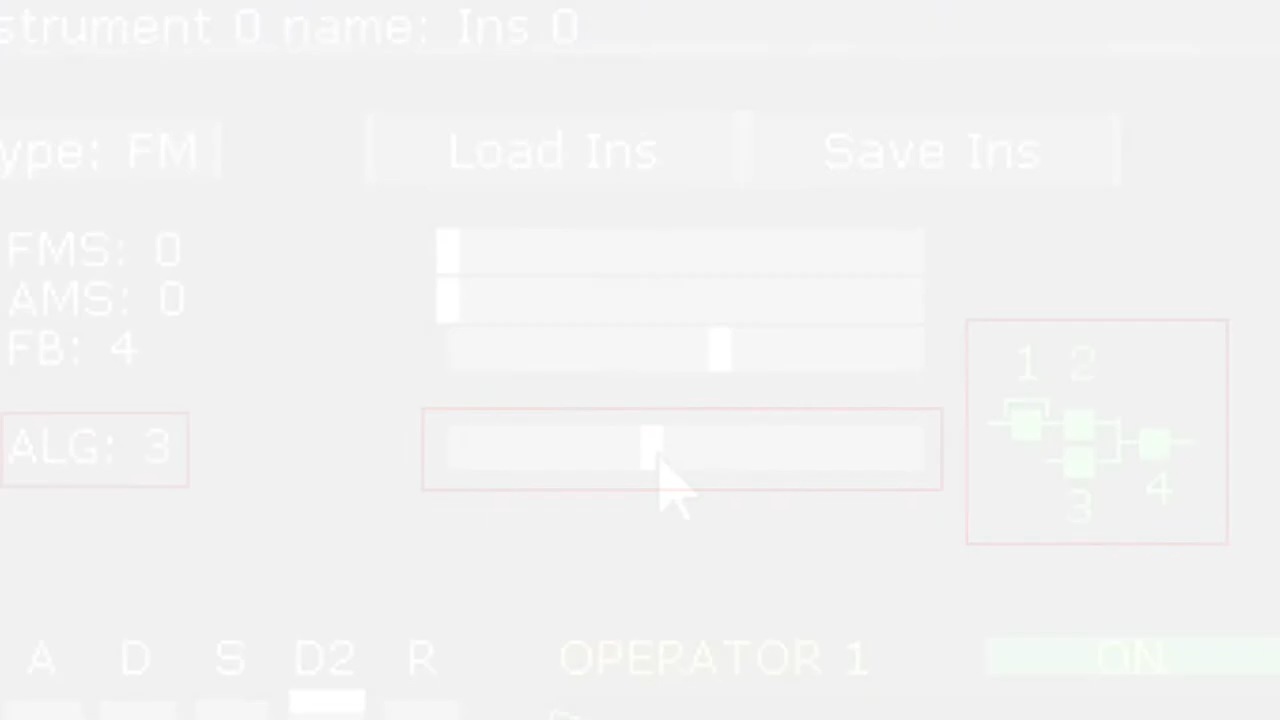 strument 0 name: Ins 0
ype: FM Load Ins Save Ins
FMS: 0
AMS: 0
FB: 4
1 2
ALG: 3
3 4
A D S D2 R OPERATOR 1 ON